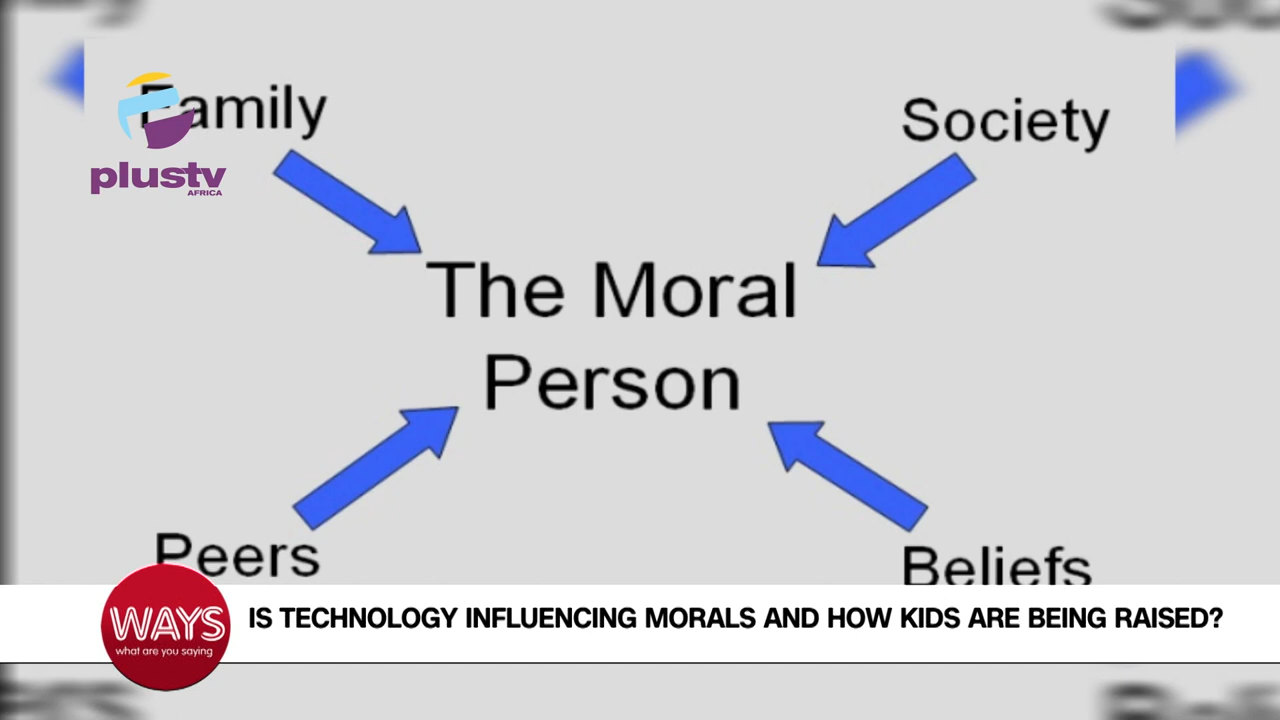 Family
Society
plustv
AFRICA
The Moral
Person
Peers
Beliefs
WAYS
what are you saying
IS TECHNOLOGY INFLUENCING MORALS AND HOW KIDS ARE BEING RAISED?